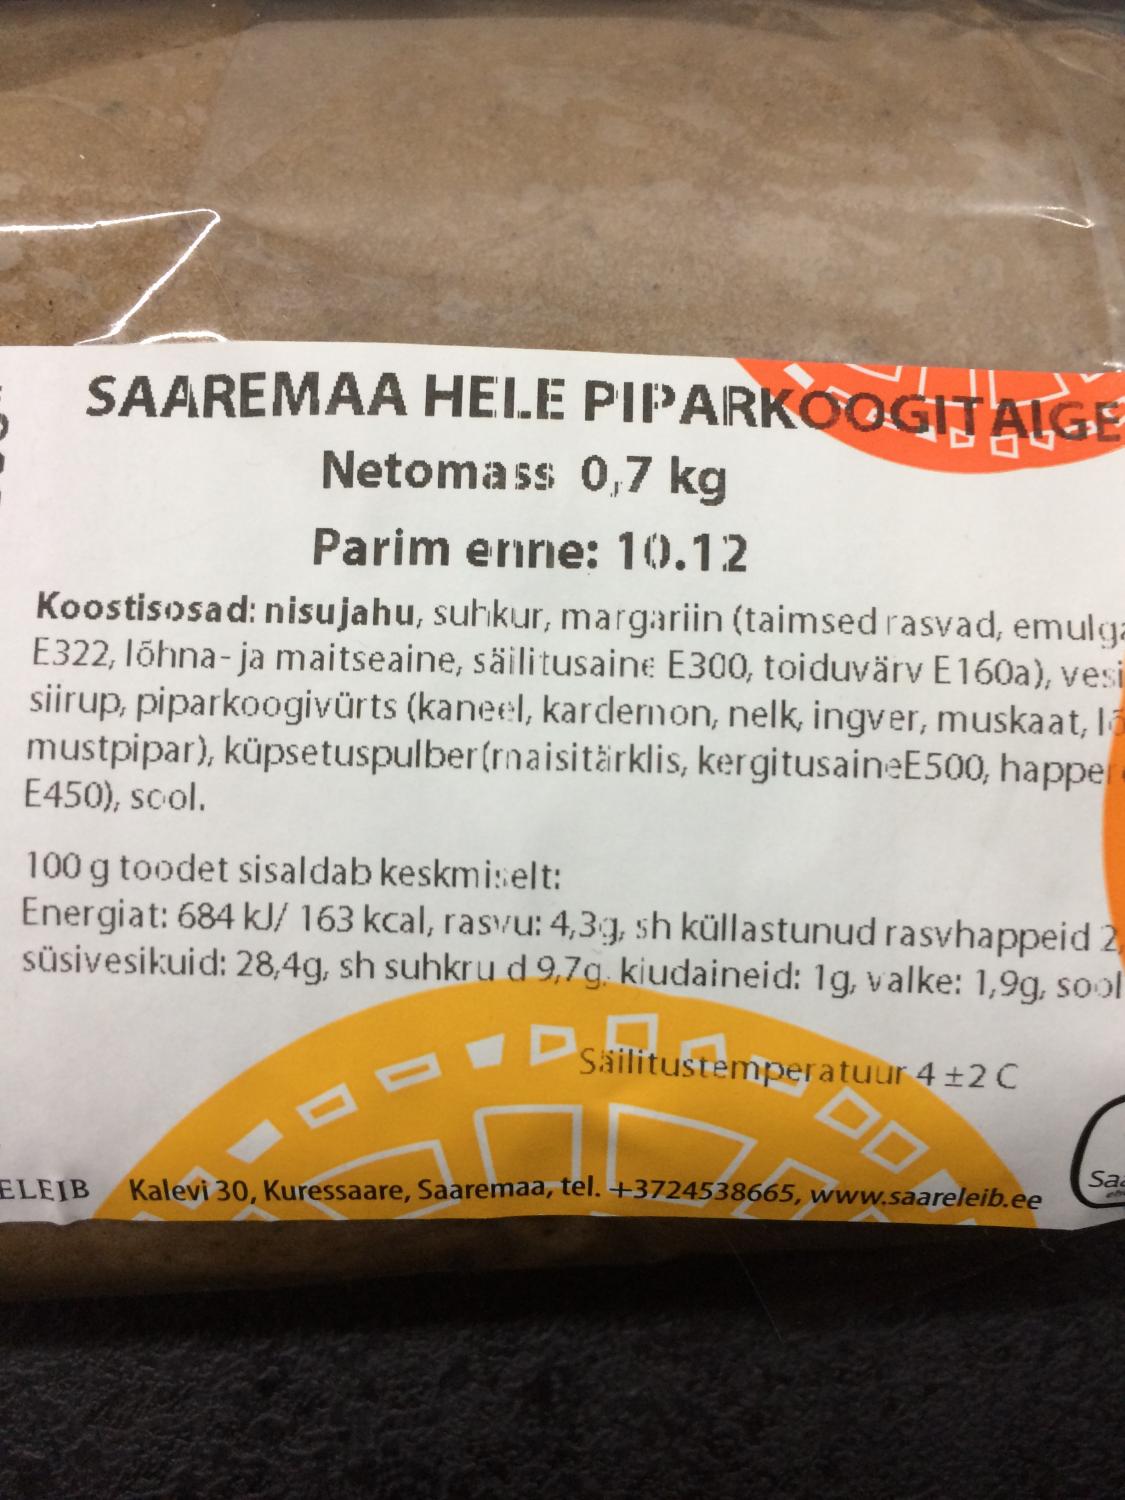 SAAREMAA HELE PIPARKOOGITAIGE
Netomass 0,7 kg
Parim enne: 10.12
Koostisosad: nisujahu, suhkur, margariin (taimsed rasvad, emulga
E322, lõhna- ja maitseaine, säilitusaine E300, toiduvärv E160a), vesi
siirup, piparkoogivürts (kaneel, kardemon, nelk, ingver, muskaat, lõ
mustpipar), küpsetuspulber(maisitärklis, kergitusaineE500, happe
E450), sool.
100 g toodet sisaldab keskmiselt:
Energiat: 684 kJ/ 163 kcal, rasvu: 4,3g, sh küllastunud rasvhappeid 2,
süsivesikuid: 28,4g, sh suhkru d 9,7g. kiudaineid: 1g, valke: 1,9g, sool
Säilitustemperatuur 4 ±2 C
ELEIB Kalevi 30, Kuressaare, Saaremaa, tel. +3724538665, www.saareleib.ee
Saa